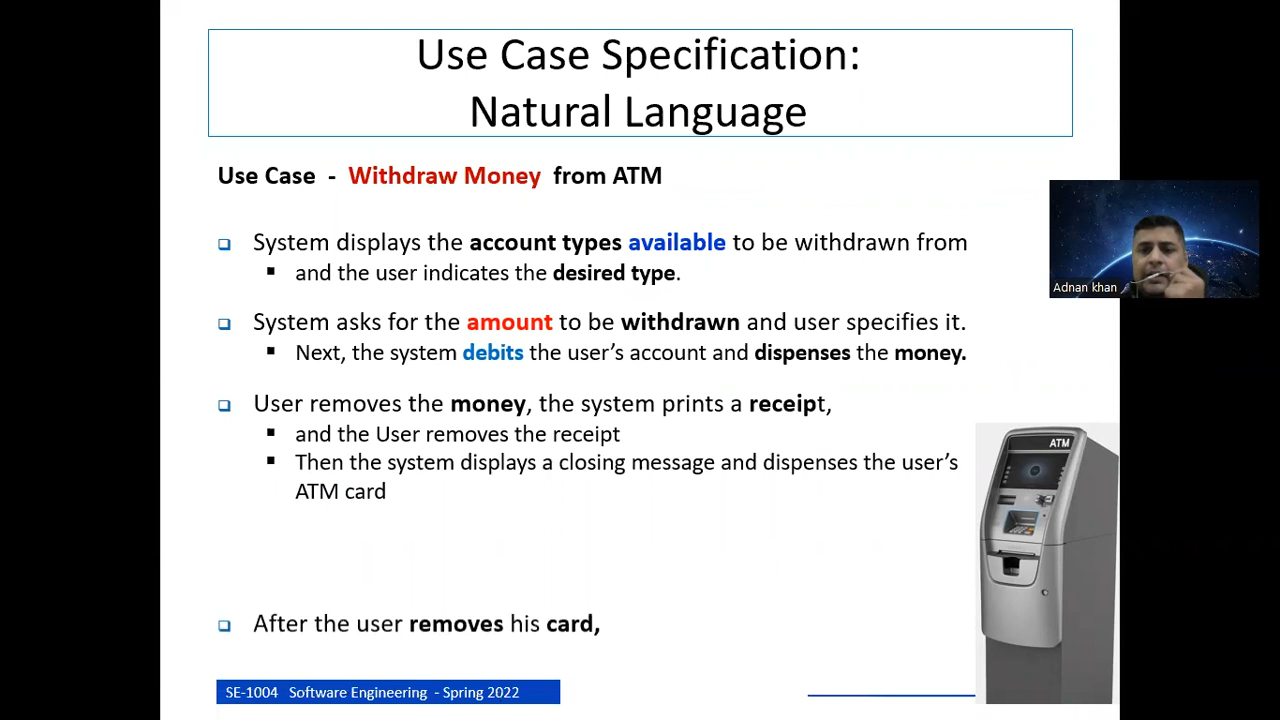 Use Case Specification:
Natural Language
Use Case - Withdraw Money from ATM
System displays the account types available to be withdrawn from
and the user indicates the desired type.
System asks for the amount to be withdrawn and user specifies it.
Next, the system debits the user's account and dispenses the money.
User removes the money, the system prints a receipt,
and the User removes the receipt
Then the system displays a closing message and dispenses the user's
ATM card
After the user removes his card,
SE-1004 Software Engineering - Spring 2022
Adnan khan
ATM